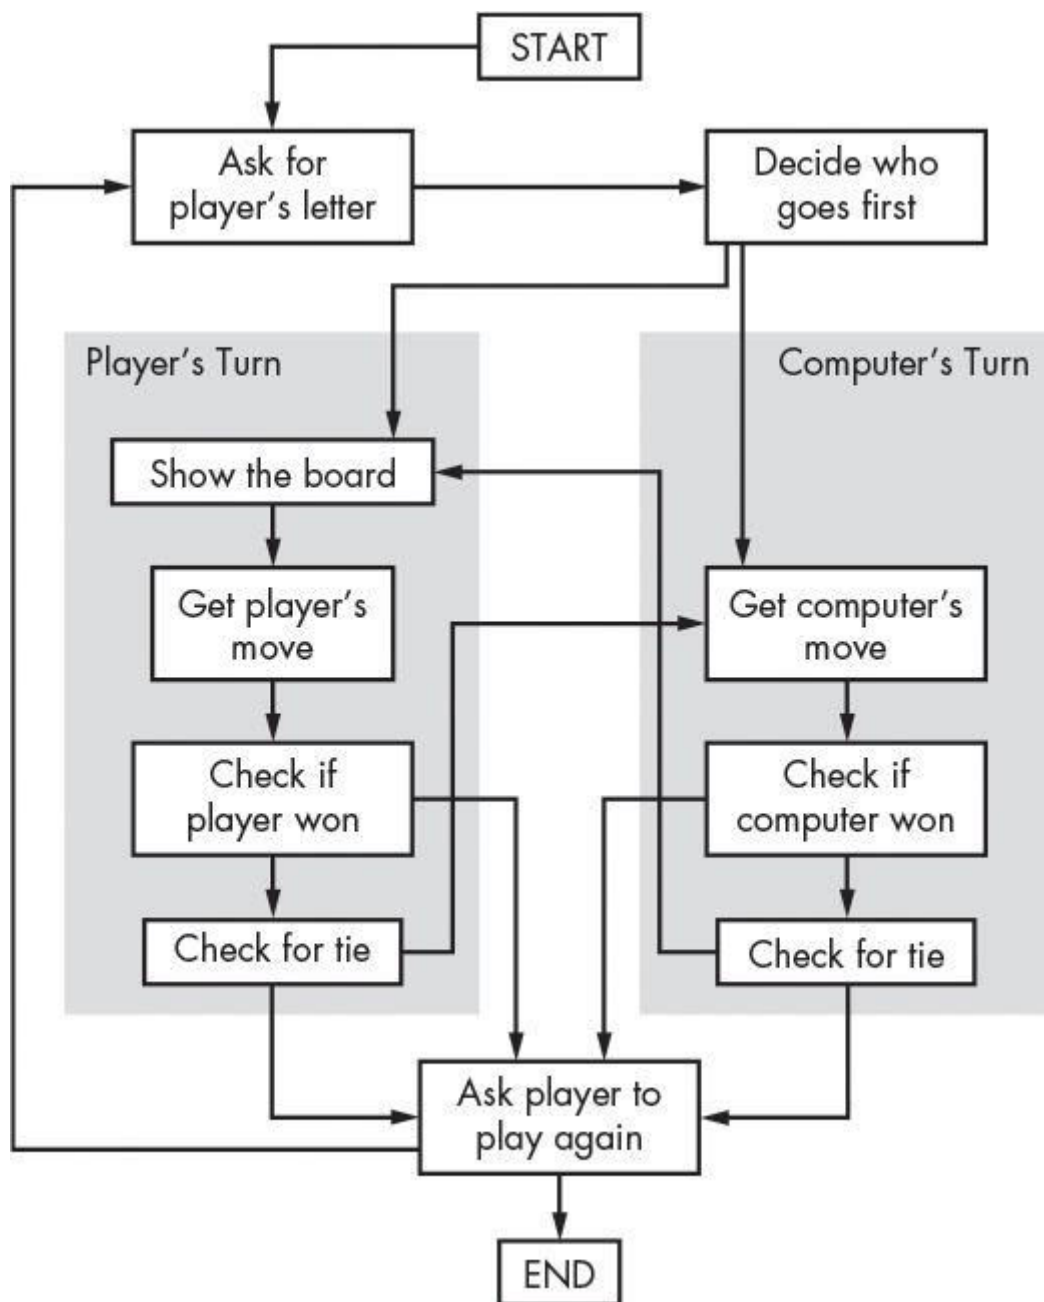 START
Ask for
player's letter
Decide who
goes first
Player's Turn
Computer's Turn
Show the board
Get player's
move
Get computer's
move
Check if
player won
Check if
computer won
Check for tie
Check for tie
Ask player to
play again
END